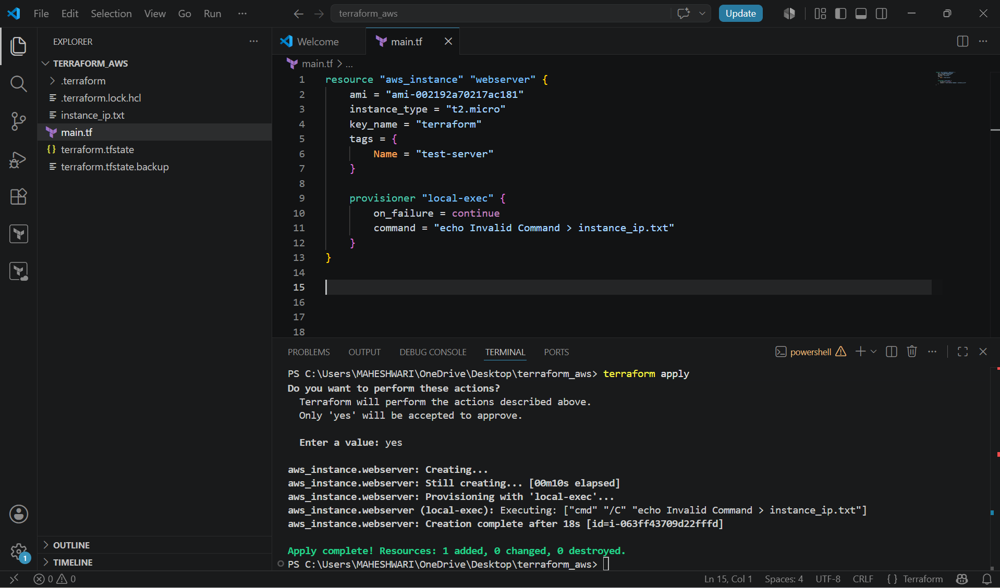 File Edit Selection View Go Run ··· terraform_aws Update
EXPLORER ···
TERRAFORM_AWS
.terraform
.terraform.lock.hcl
instance_ip.txt
main.tf
{} terraform.tfstate
terraform.tfstate.backup
OUTLINE
TIMELINE
1
Welcome main.tf
main.tf > ...
1 resource "aws_instance" "webserver" {
2     ami = "ami-002192a70217ac181"
3     instance_type = "t2.micro"
4     key_name = "terraform"
5     tags = {
6         Name = "test-server"
7     }
8
9     provisioner "local-exec" {
10         on_failure = continue
11         command = "echo Invalid Command > instance_ip.txt"
12     }
13 }
14
15
16
17
18
PROBLEMS OUTPUT DEBUG CONSOLE TERMINAL PORTS powershell
PS C:\Users\MAHESHWARI\OneDrive\Desktop\terraform_aws> terraform apply
Do you want to perform these actions?
  Terraform will perform the actions described above.
  Only 'yes' will be accepted to approve.
  Enter a value: yes
aws_instance.webserver: Creating...
aws_instance.webserver: Still creating... [00m10s elapsed]
aws_instance.webserver: Provisioning with 'local-exec'...
aws_instance.webserver (local-exec): Executing: ["cmd" "/C" "echo Invalid Command > instance_ip.txt"]
aws_instance.webserver: Creation complete after 18s [id=i-063ff43709d22fffd]
Apply complete! Resources: 1 added, 0 changed, 0 destroyed.
PS C:\Users\MAHESHWARI\OneDrive\Desktop\terraform_aws>
0 0 Ln 15, Col 1 Spaces: 4 UTF-8 CRLF {} Terraform